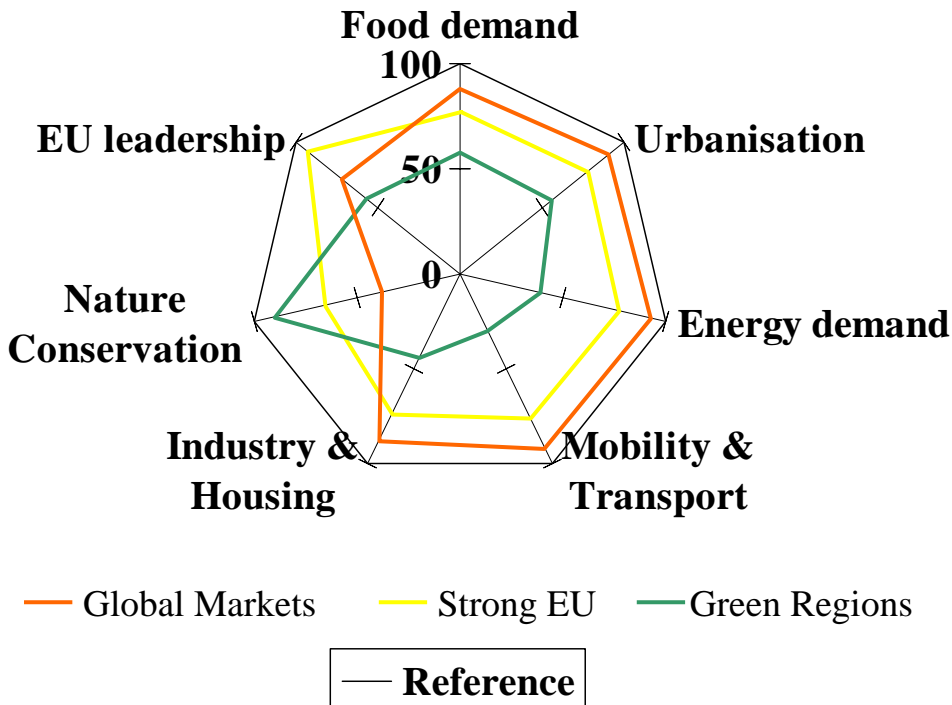 Food demand
100
EU leadership
Urbanisation
50
0
Nature
Conservation
Energy demand
Industry &
Housing
Mobility &
Transport
Global Markets
Strong EU
Green Regions
Reference